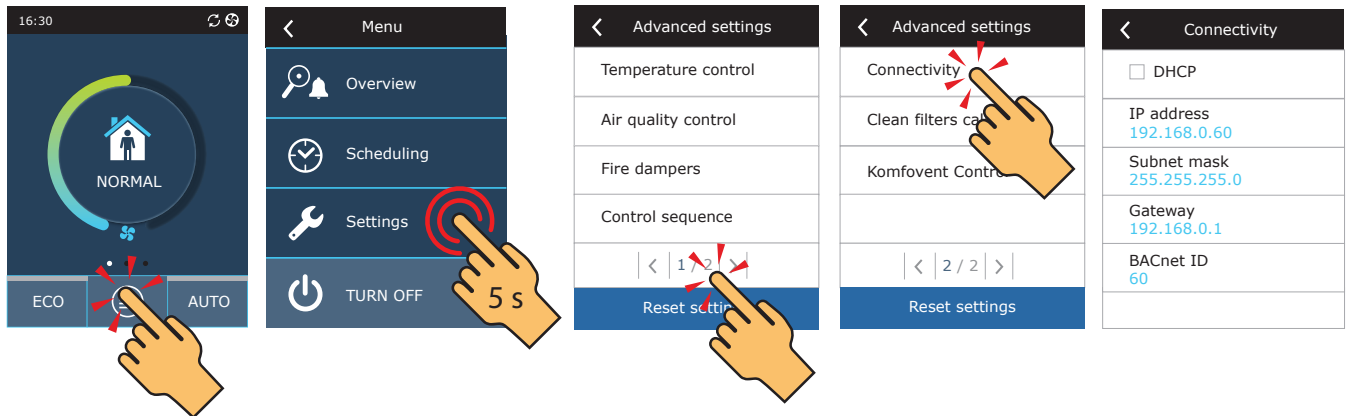 16:30
NORMAL
ECO
AUTO
Menu
Overview
Scheduling
Settings
TURN OFF
5 s
Advanced settings
Temperature control
Air quality control
Fire dampers
Control sequence
1 / 2
Reset
Advanced settings
Connectivity
Clean filters
Komfovent
2 / 2
Reset settings
Connectivity
DHCP
IP address
192.168.0.60
Subnet mask
255.255.255.0
Gateway
192.168.0.1
BACnet ID
60